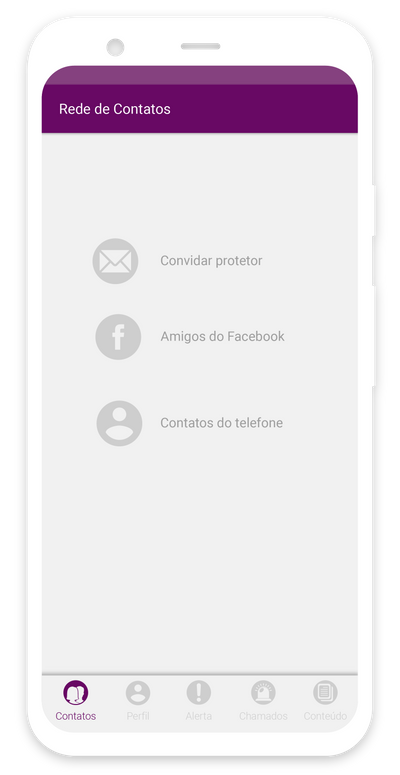 Rede de Contatos
Convidar protetor
Amigos do Facebook
Contatos do telefone
Contatos Perfil Alerta Chamados Conteúdo